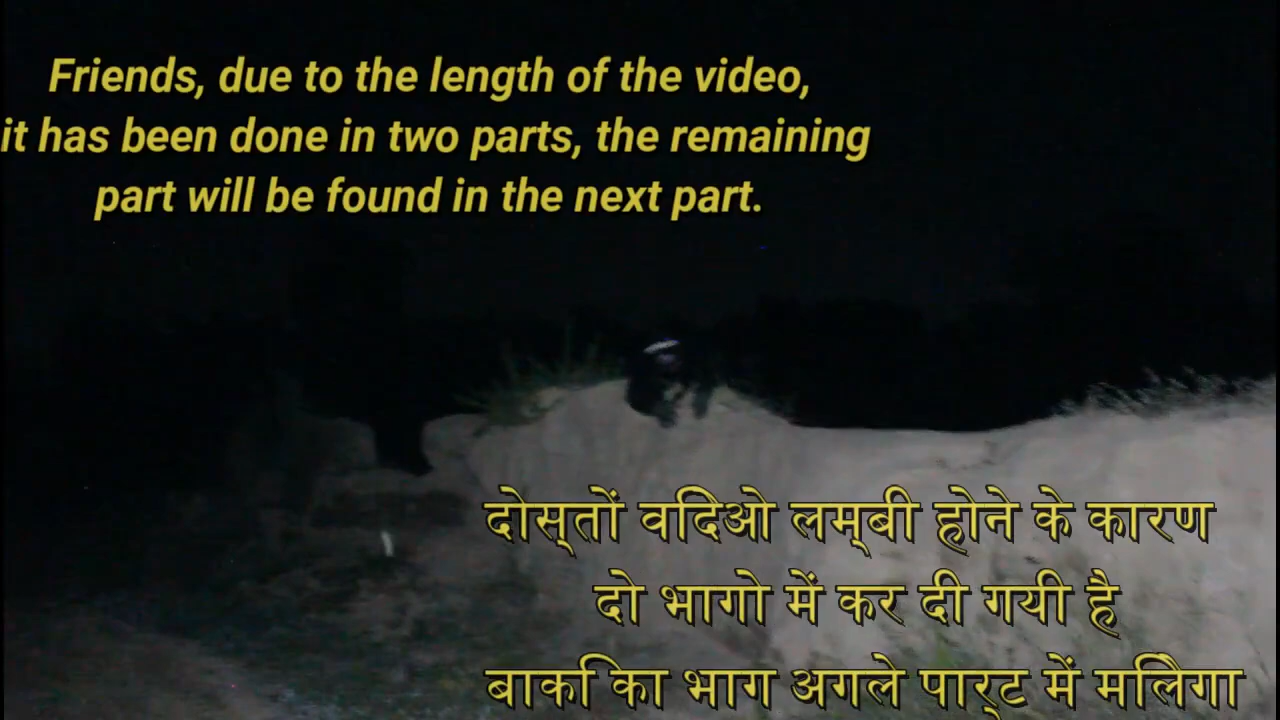 Friends, due to the length of the video,
it has been done in two parts, the remaining
part will be found in the next part.
दोस्तों वदिओ लम्बी होने के कारण
दो भागो में कर दी गयी है
बाकि का भाग अगले पार्ट में मलिगा